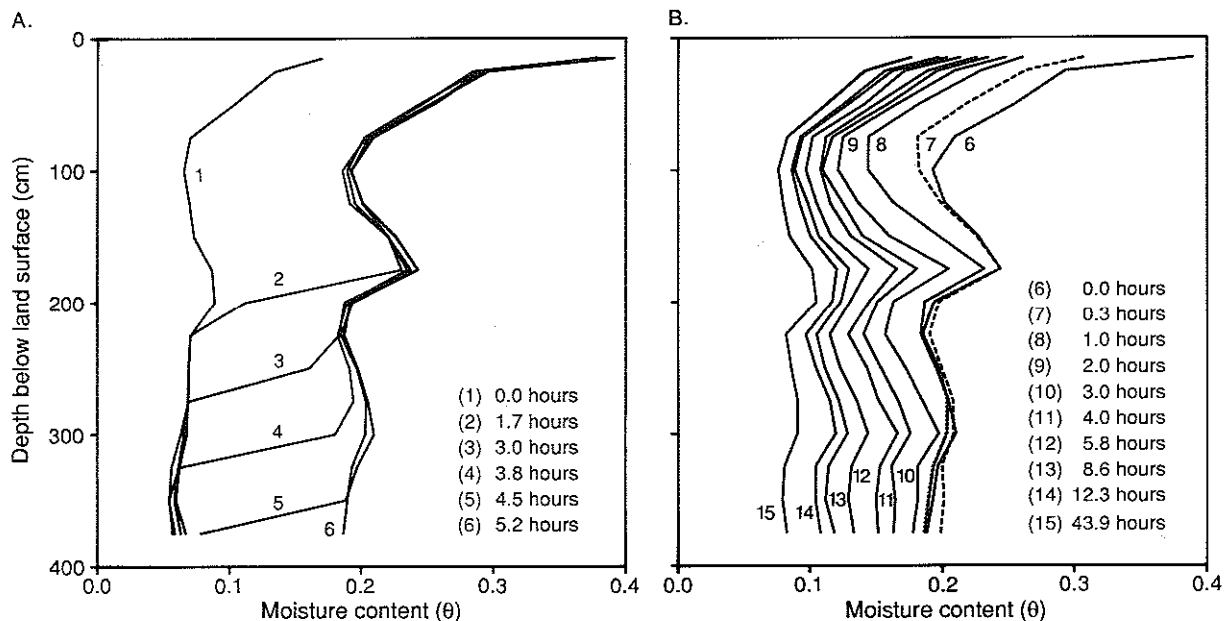 A.
0
100
200
300
400
Depth below land surface (cm)
1
2
3
4
5
6
(1) 0.0 hours
(2) 1.7 hours
(3) 3.0 hours
(4) 3.8 hours
(5) 4.5 hours
(6) 5.2 hours
0.0 0.1 0.2 0.3 0.4
Moisture content (θ)
B.
9 8 7 6
15 14 13 12 11 10
(6) 0.0 hours
(7) 0.3 hours
(8) 1.0 hours
(9) 2.0 hours
(10) 3.0 hours
(11) 4.0 hours
(12) 5.8 hours
(13) 8.6 hours
(14) 12.3 hours
(15) 43.9 hours
0.0 0.1 0.2 0.3 0.4
Moisture content (θ)